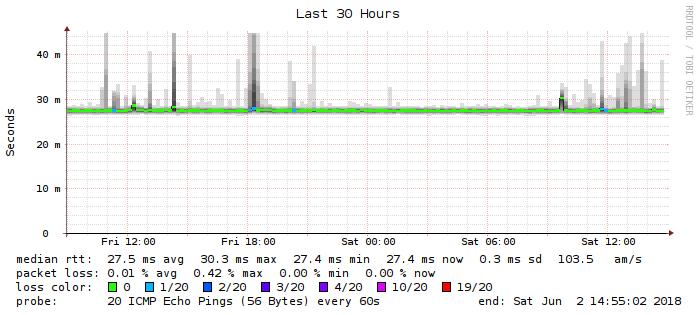 Last 30 Hours
RRDTOOL / TOBI OETIKER
Seconds
40 m
30 m
20 m
10 m
0
Fri 12:00 Fri 18:00 Sat 00:00 Sat 06:00 Sat 12:00
median rtt: 27.5 ms avg 30.3 ms max 27.4 ms min 27.4 ms now 0.3 ms sd 103.5 am/s
packet loss: 0.01 % avg 0.42 % max 0.00 % min 0.00 % now
loss color: 0 1/20 2/20 3/20 4/20 10/20 19/20
probe: 20 ICMP Echo Pings (56 Bytes) every 60s end: Sat Jun 2 14:55:02 2018